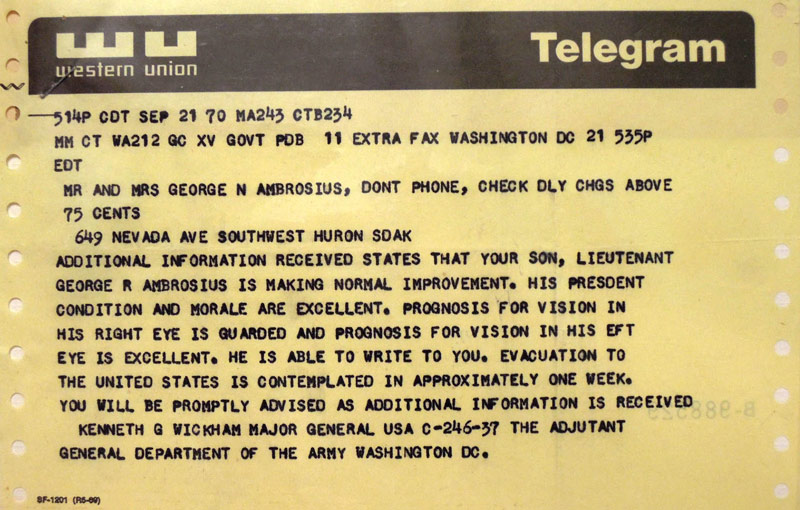 WU
western union
Telegram
514P CDT SEP 21 70 MA243 CTB234
MM CT WA212 GC XV GOVT PDB 11 EXTRA FAX WASHINGTON DC 21 535P
EDT
MR AND MRS GEORGE N AMBROSIUS, DONT PHONE, CHECK DLY CHGS ABOVE
75 CENTS
649 NEVADA AVE SOUTHWEST HURON SDAK
ADDITIONAL INFORMATION RECEIVED STATES THAT YOUR SON, LIEUTENANT
GEORGE R AMBROSIUS IS MAKING NORMAL IMPROVEMENT. HIS PRESDENT
CONDITION AND MORALE ARE EXCELLENT. PROGNOSIS FOR VISION IN
HIS RIGHT EYE IS GUARDED AND PROGNOSIS FOR VISION IN HIS EFT
EYE IS EXCELLENT. HE IS ABLE TO WRITE TO YOU. EVACUATION TO
THE UNITED STATES IS CONTEMPLATED IN APPROXIMATELY ONE WEEK.
YOU WILL BE PROMPTLY ADVISED AS ADDITIONAL INFORMATION IS RECEIVED
KENNETH G WICKHAM MAJOR GENERAL USA C-246-37 THE ADJUTANT
GENERAL DEPARTMENT OF THE ARMY WASHINGTON DC.
SF-1201 (R5-69)